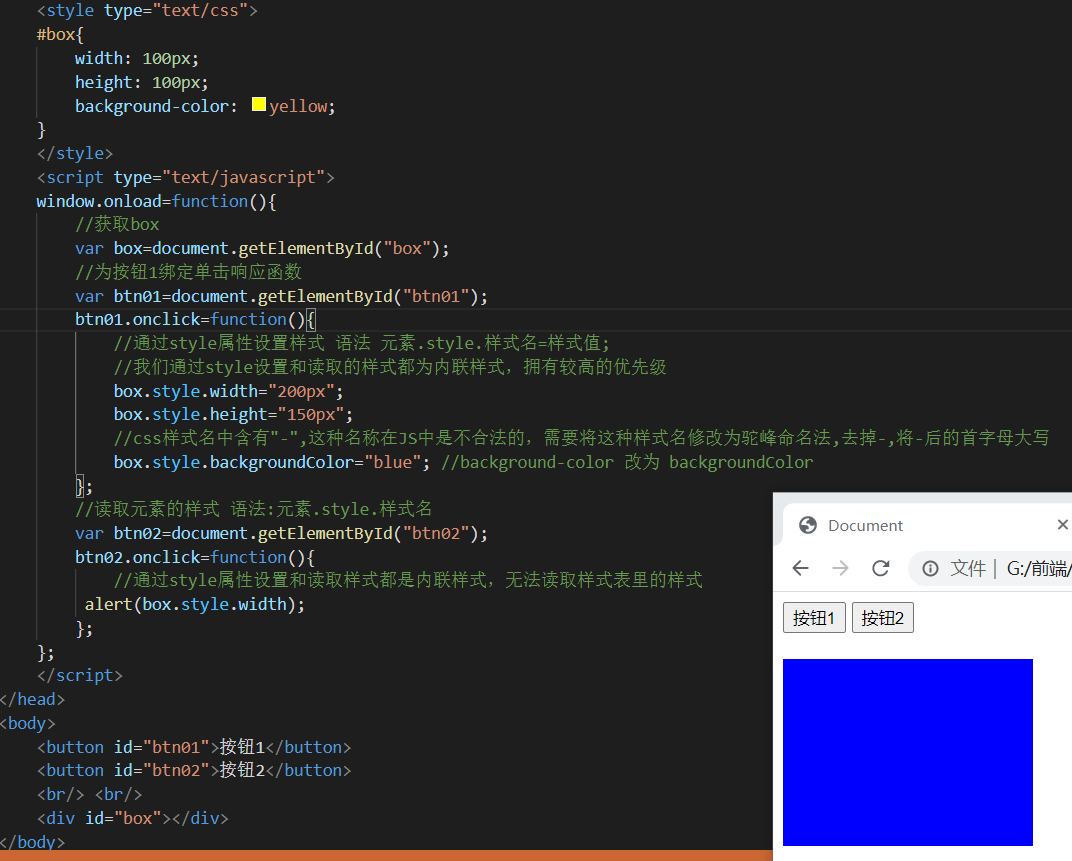 <style type="text/css">
#box{
width: 100px;
height: 100px;
background-color: yellow;
}
</style>
<script type="text/javascript">
window.onload=function(){
//获取box
var box=document.getElementById("box");
//为按钮1绑定单击响应函数
var btn01=document.getElementById("btn01");
btn01.onclick=function(){
//通过style属性设置样式 语法 元素.style.样式名=样式值;
//我们通过style设置和读取的样式都为内联样式，拥有较高的优先级
box.style.width="200px";
box.style.height="150px";
//css样式名中含有"-",这种名称在JS中是不合法的，需要将这种样式名修改为驼峰命名法,去掉-,将-后的首字母大写
box.style.backgroundColor="blue"; //background-color 改为 backgroundColor
};
//读取元素的样式 语法:元素.style.样式名
var btn02=document.getElementById("btn02");
btn02.onclick=function(){
//通过style属性设置和读取样式都是内联样式，无法读取样式表里的样式
alert(box.style.width);
};
};
</script>
</head>
<body>
<button id="btn01">按钮1</button>
<button id="btn02">按钮2</button>
<br/> <br/>
<div id="box"></div>
</body>
Document
文件 | G:/前端/
按钮1 按钮2